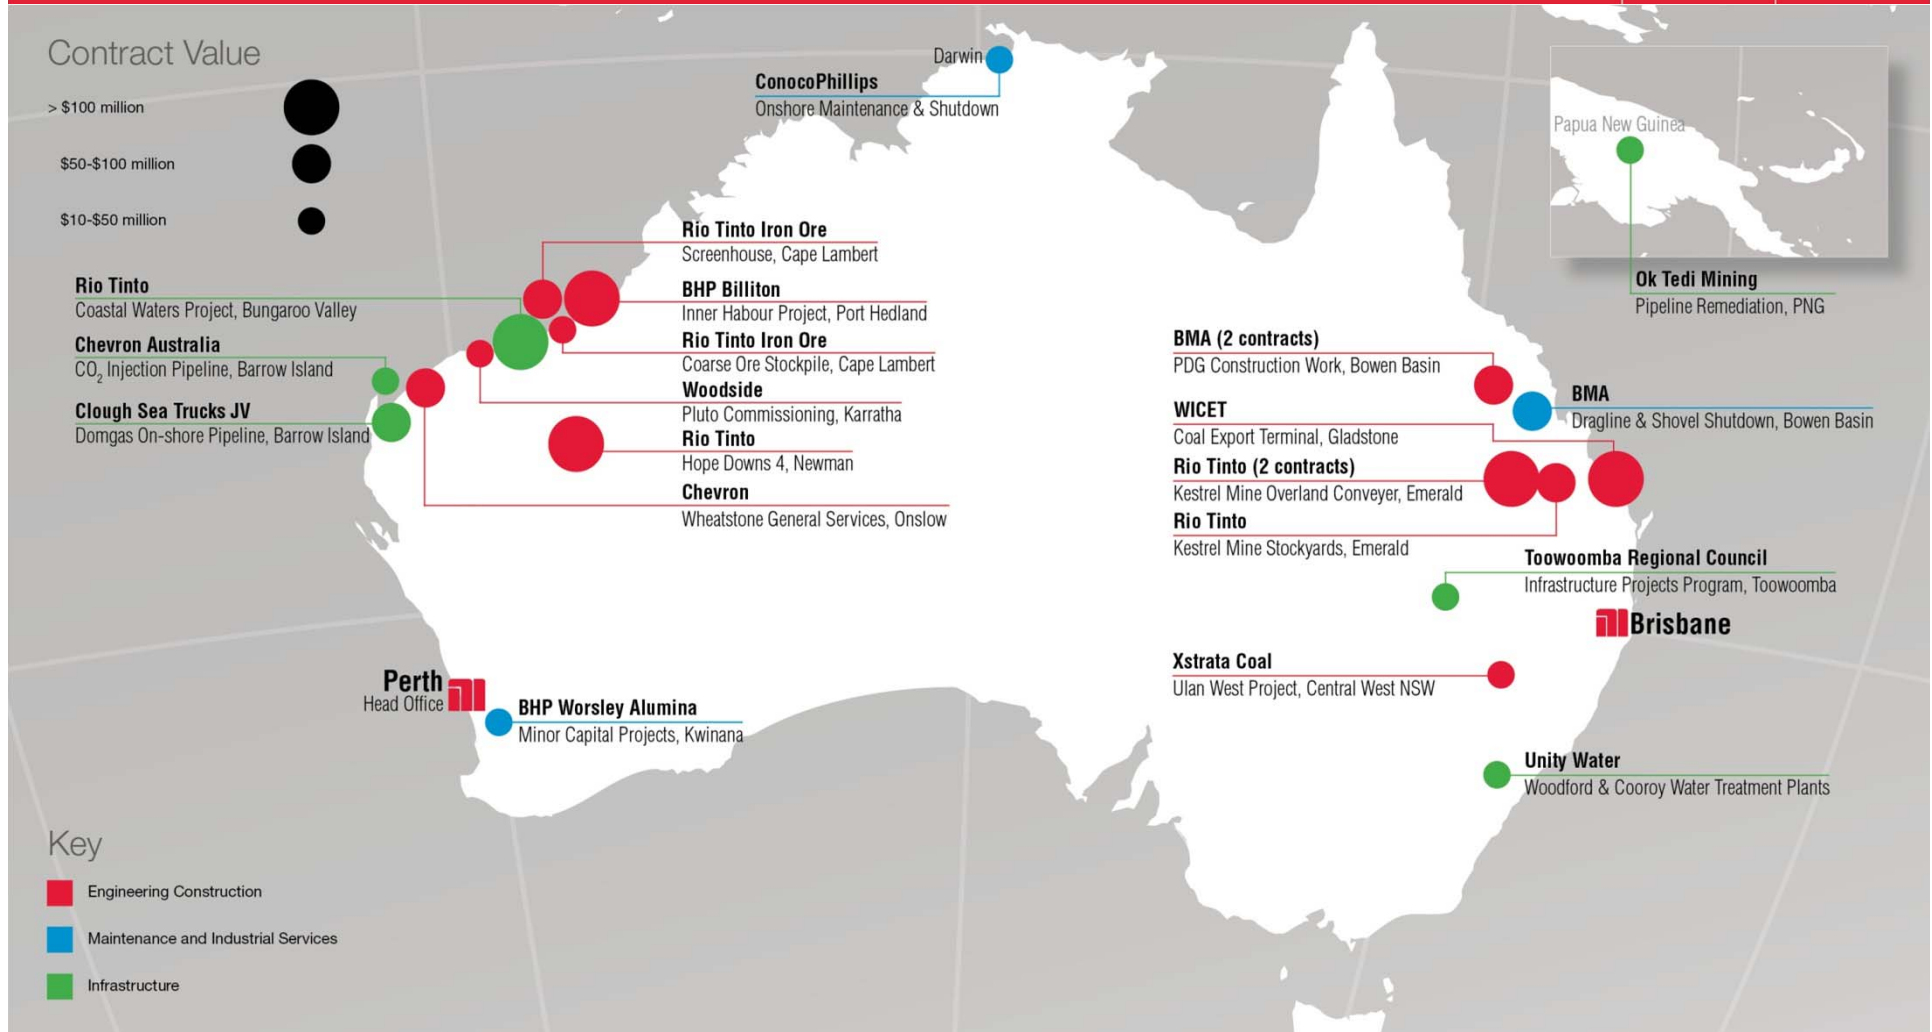 Contract Value
> $100 million
$50-$100 million
$10-$50 million
Darwin
ConocoPhillips
Onshore Maintenance & Shutdown
Papua New Guinea
Ok Tedi Mining
Pipeline Remediation, PNG
Rio Tinto
Coastal Waters Project, Bungaroo Valley
Chevron Australia
CO₂ Injection Pipeline, Barrow Island
Clough Sea Trucks JV
Domgas On-shore Pipeline, Barrow Island
Rio Tinto Iron Ore
Screenhouse, Cape Lambert
BHP Billiton
Inner Habour Project, Port Hedland
Rio Tinto Iron Ore
Coarse Ore Stockpile, Cape Lambert
Woodside
Pluto Commissioning, Karratha
Rio Tinto
Hope Downs 4, Newman
Chevron
Wheatstone General Services, Onslow
BMA (2 contracts)
PDG Construction Work, Bowen Basin
BMA
Dragline & Shovel Shutdown, Bowen Basin
WICET
Coal Export Terminal, Gladstone
Rio Tinto (2 contracts)
Kestrel Mine Overland Conveyer, Emerald
Rio Tinto
Kestrel Mine Stockyards, Emerald
Toowoomba Regional Council
Infrastructure Projects Program, Toowoomba
Brisbane
Xstrata Coal
Ulan West Project, Central West NSW
Unity Water
Woodford & Cooroy Water Treatment Plants
Perth
Head Office
BHP Worsley Alumina
Minor Capital Projects, Kwinana
Key
Engineering Construction
Maintenance and Industrial Services
Infrastructure